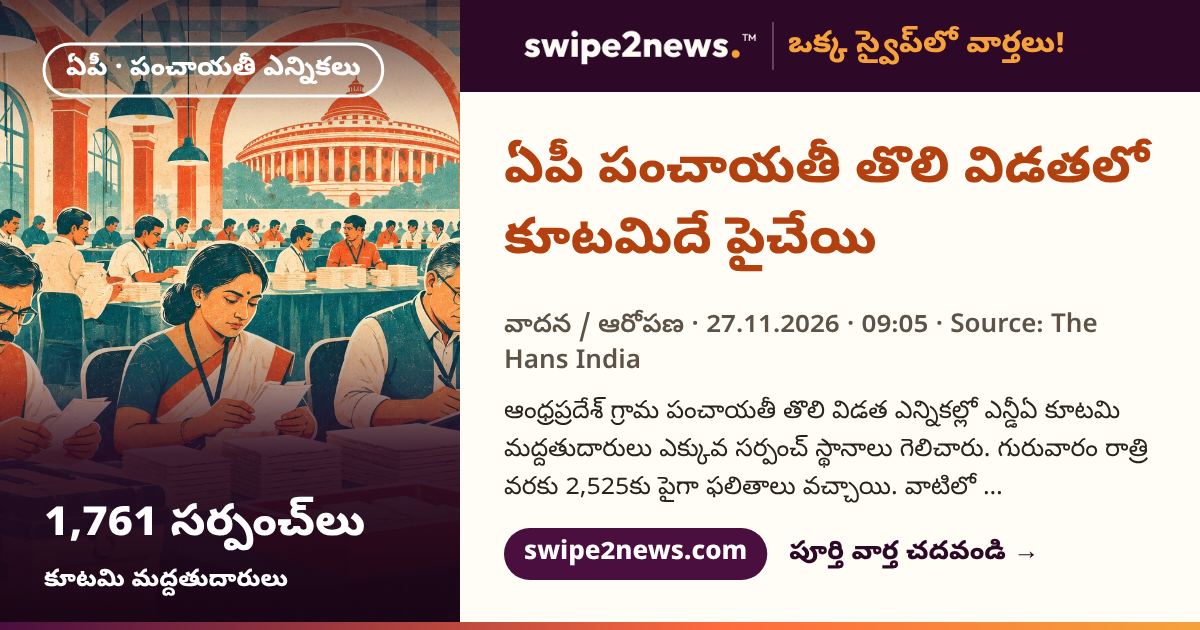 ఏపీ · పంచాయతీ ఎన్నికలు
1,761 సర్పంచ్‌లు
కూటమి మద్దతుదారులు
swipe2news.™
ఒక్క స్వైప్‌లో వార్తలు!
ఏపీ పంచాయతీ తొలి విడతలో
కూటమిదే పైచేయి
వాదన / ఆరోపణ · 27.11.2026 · 09:05 · Source: The
Hans India
ఆంధ్రప్రదేశ్ గ్రామ పంచాయతీ తొలి విడత ఎన్నికల్లో ఎన్డీఏ కూటమి
మద్దతుదారులు ఎక్కువ సర్పంచ్ స్థానాలు గెలిచారు. గురువారం రాత్రి
వరకు 2,525కు పైగా ఫలితాలు వచ్చాయి. వాటిలో ...
swipe2news.com
పూర్తి వార్త చదవండి →